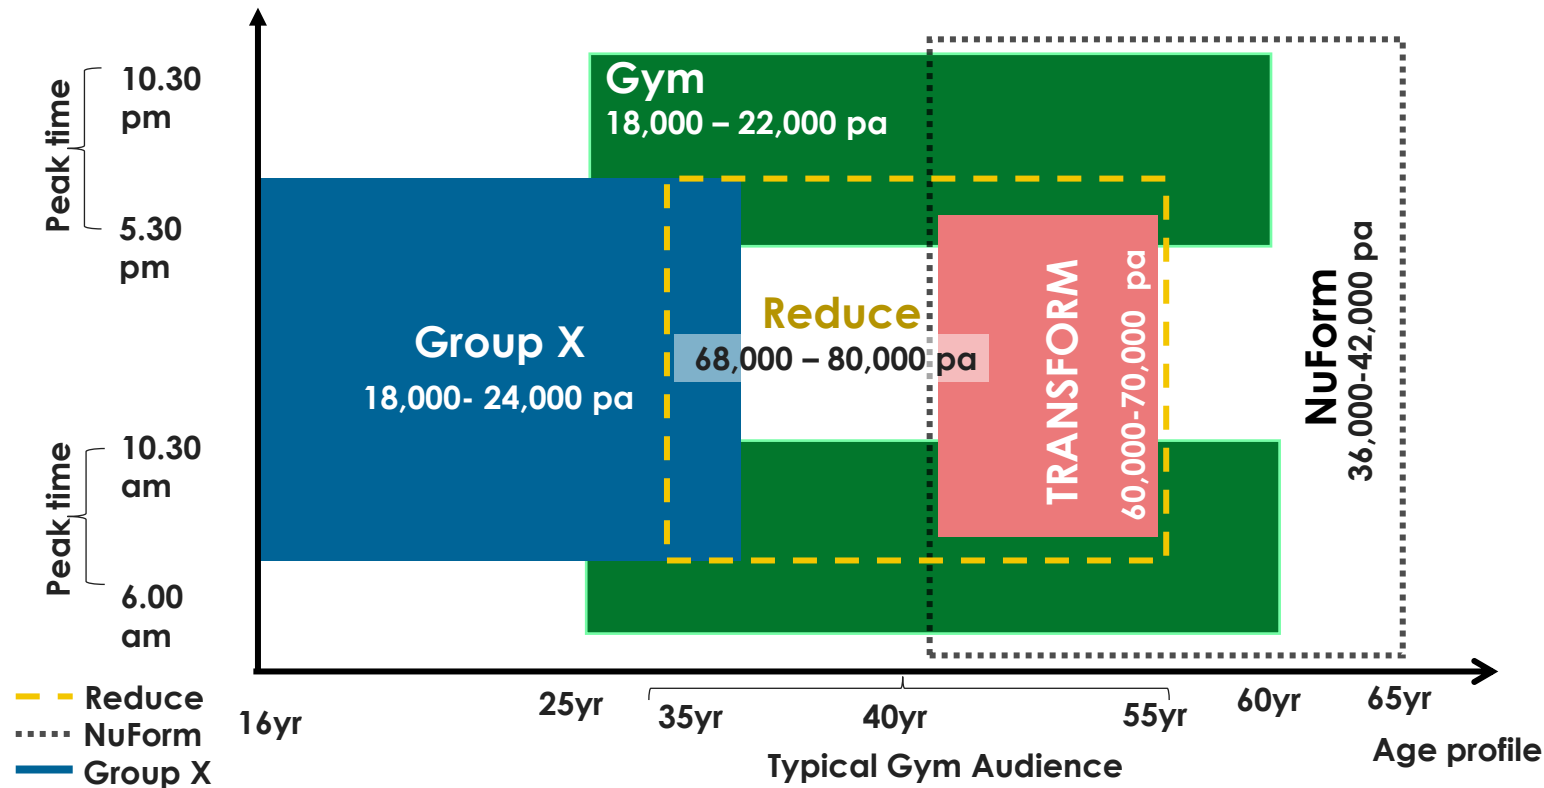 10.30
pm
Peak time
5.30
pm
Gym
18,000 – 22,000 pa
Group X
18,000- 24,000 pa
Reduce
68,000 – 80,000 pa
TRANSFORM
60,000-70,000 pa
NuForm
36,000-42,000 pa
10.30
am
Peak time
6.00
am
Reduce
NuForm
Group X
16yr
25yr
35yr
40yr
55yr
60yr
65yr
Typical Gym Audience
Age profile